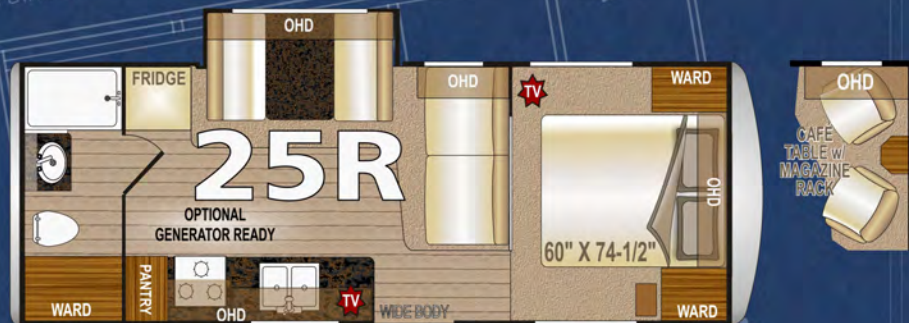 OHD
FRIDGE
OHD
TV
WARD
OHD
25R
CAFE
TABLE w/
MAGAZINE
RACK
OHD
OPTIONAL
GENERATOR READY
60" X 74-1/2"
PANTRY
WARD
OHD
TV
WIDE BODY
WARD